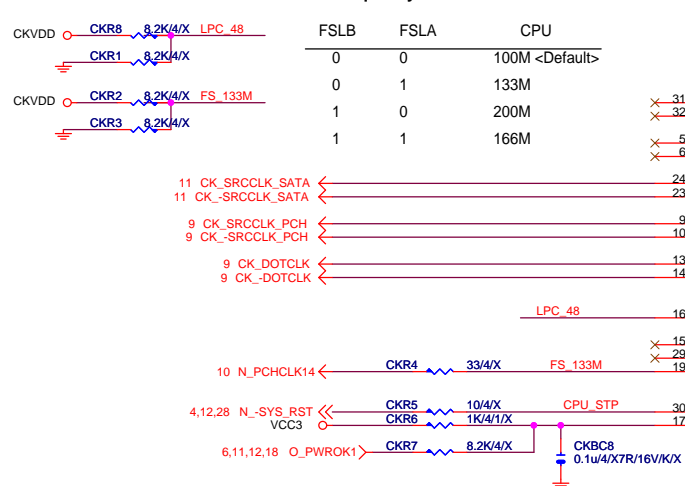 CKVDD CKR8 8.2K/4/X LPC_48
CKR1 8.2K/4/X
CKVDD CKR2 8.2K/4/X FS_133M
CKR3 8.2K/4/X
FSLB FSLA CPU
0 0 100M <Default>
0 1 133M
1 0 200M
1 1 166M
31
32
5
6
11 CK_SRCCLK_SATA 24
11 CK_-SRCCLK_SATA 23
9 CK_SRCCLK_PCH 9
9 CK_-SRCCLK_PCH 10
9 CK_DOTCLK 13
9 CK_-DOTCLK 14
LPC_48 16
15
29
10 N_PCHCLK14 CKR4 33/4/X FS_133M 19
4,12,28 N_-SYS_RST CKR5 10/4/X CPU_STP 30
VCC3 CKR6 1K/4/1/X 17
6,11,12,18 O_PWROK1 CKR7 8.2K/4/X
CKBC8
0.1u/4/X7R/16V/K/X